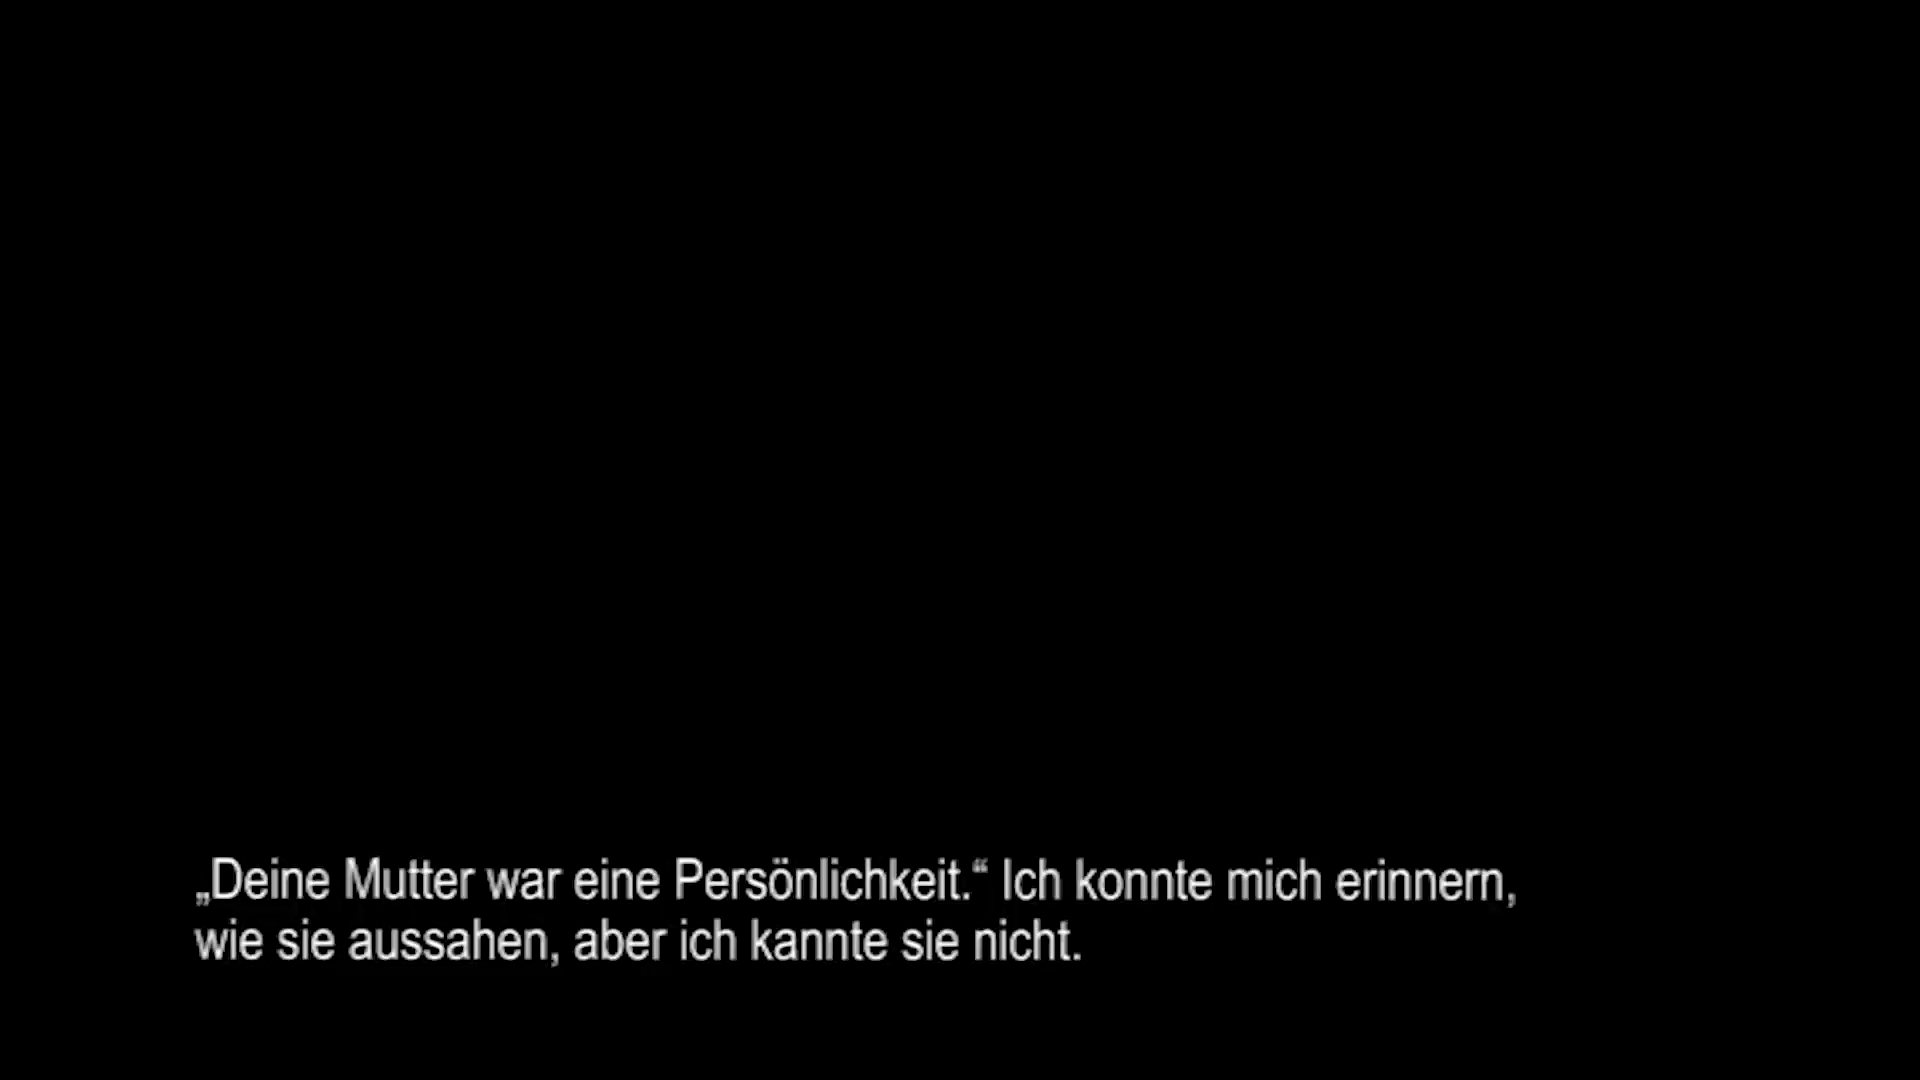 „Deine Mutter war eine Persönlichkeit.“ Ich konnte mich erinnern,
wie sie aussahen, aber ich kannte sie nicht.